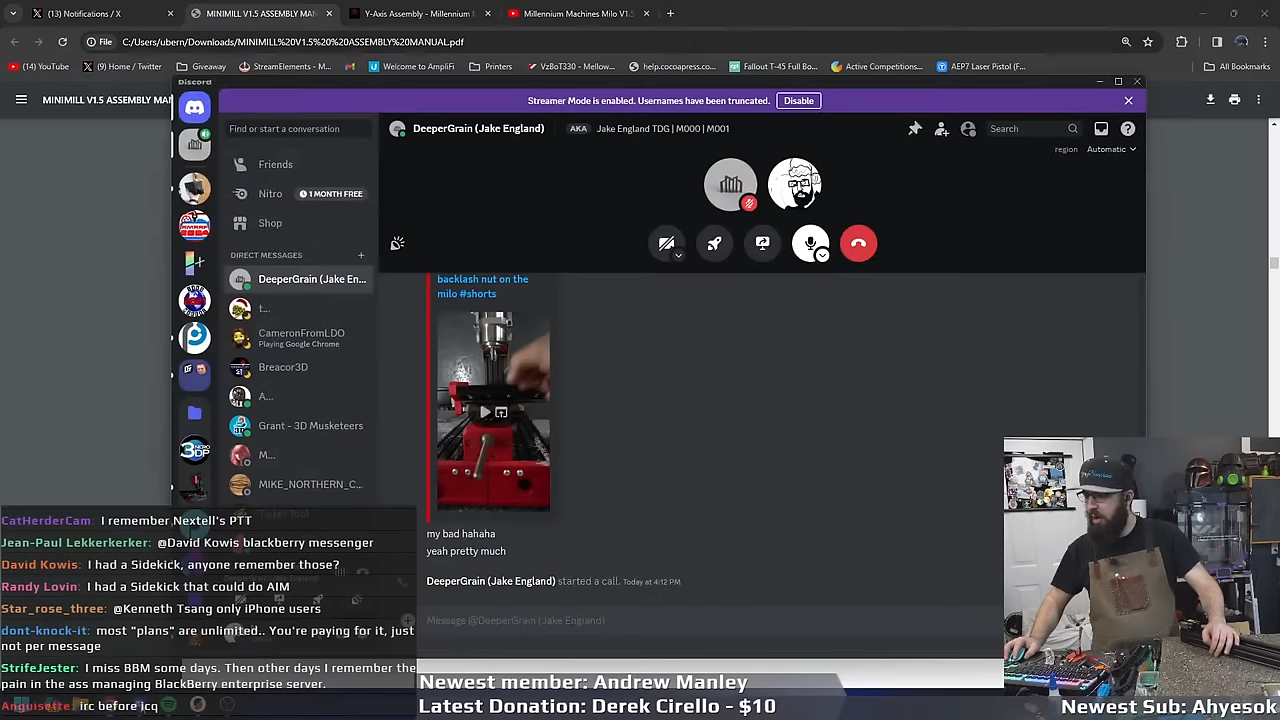 (13) Notifications / X
MINIMILL V1.5 ASSEMBLY MAN
Y-Axis Assembly - Millennium
Millennium Machines Milo V1.5
File
C:/Users/ubern/Downloads/MINIMILL%20V1.5%20%20ASSEMBLY%20MANUAL.pdf
(14) YouTube
(9) Home / Twitter
Giveaway
StreamElements - M...
Welcome to AmpliFi
Printers
VzBoT330 - Mellow...
help.cocoapress.com
Fallout T-45 Full Bo...
Active Competitions...
AEP7 Laser Pistol (F...
All Bookmarks
Discord
MINIMILL V1.5 ASSEMBLY MA
Streamer Mode is enabled. Usernames have been truncated.
Disable
Find or start a conversation
DeeperGrain (Jake England)
AKA
Jake England TDG | M000 | M001
Search
region
Automatic
Friends
Nitro
1 MONTH FREE
Shop
DIRECT MESSAGES
DeeperGrain (Jake En...
t...
CameronFromLDO
Playing Google Chrome
Breacor3D
A...
Grant - 3D Musketeers
M...
MIKE_NORTHERN_C...
backlash nut on the
milo #shorts
my bad hahaha
yeah pretty much
DeeperGrain (Jake England) started a call. Today at 4:12 PM
Message @DeeperGrain (Jake England)
CatHerderCam: I remember Nextell's PTT
Jean-Paul Lekkerkerker: @David Kowis blackberry messenger
David Kowis: I had a Sidekick, anyone remember those?
Randy Lovin: I had a Sidekick that could do AIM
Star_rose_three: @Kenneth Tsang only iPhone users
dont-knock-it: most "plans" are unlimited.. You're paying for it, just
not per message
StrifeJester: I miss BBM some days. Then other days I remember the
pain in the ass managing BlackBerry enterprise server.
Anguisette: irc before icq
Newest member: Andrew Manley
Latest Donation: Derek Cirello - $10
Newest Sub: Ahyesok